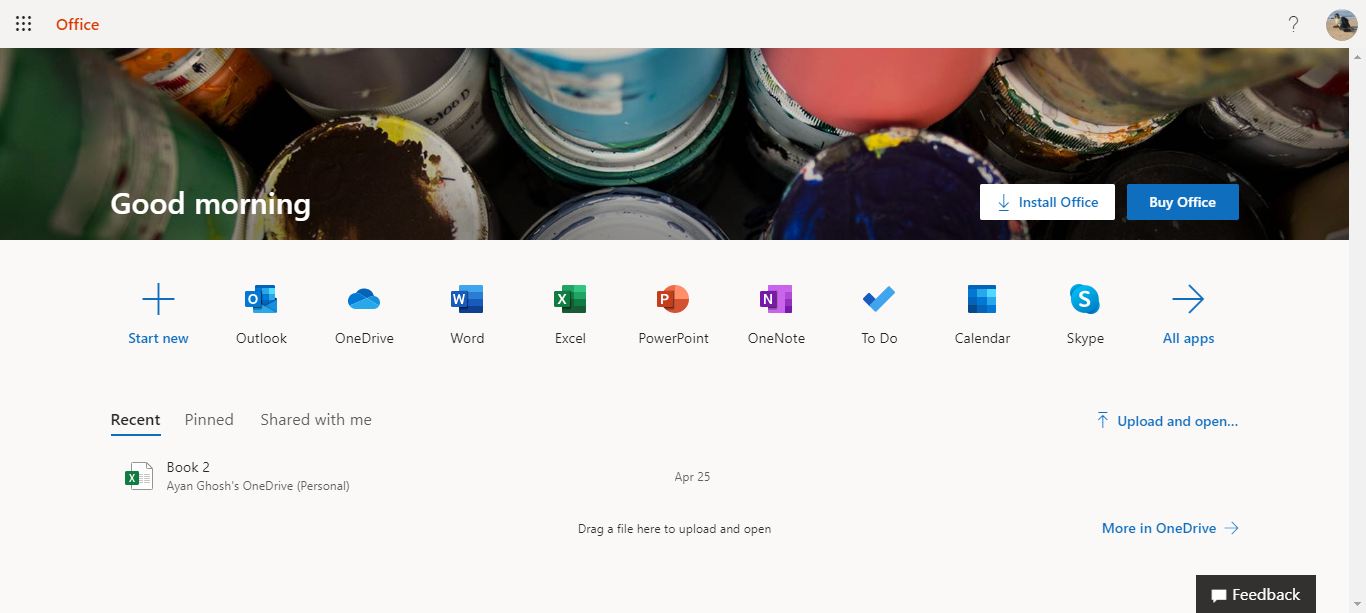 Office
?
BLOOD
Good morning
Install Office
Buy Office
Start new
Outlook
OneDrive
Word
Excel
PowerPoint
OneNote
To Do
Calendar
Skype
All apps
Recent
Pinned
Shared with me
Upload and open...
Book 2
Ayan Ghosh's OneDrive (Personal)
Apr 25
Drag a file here to upload and open
More in OneDrive
Feedback